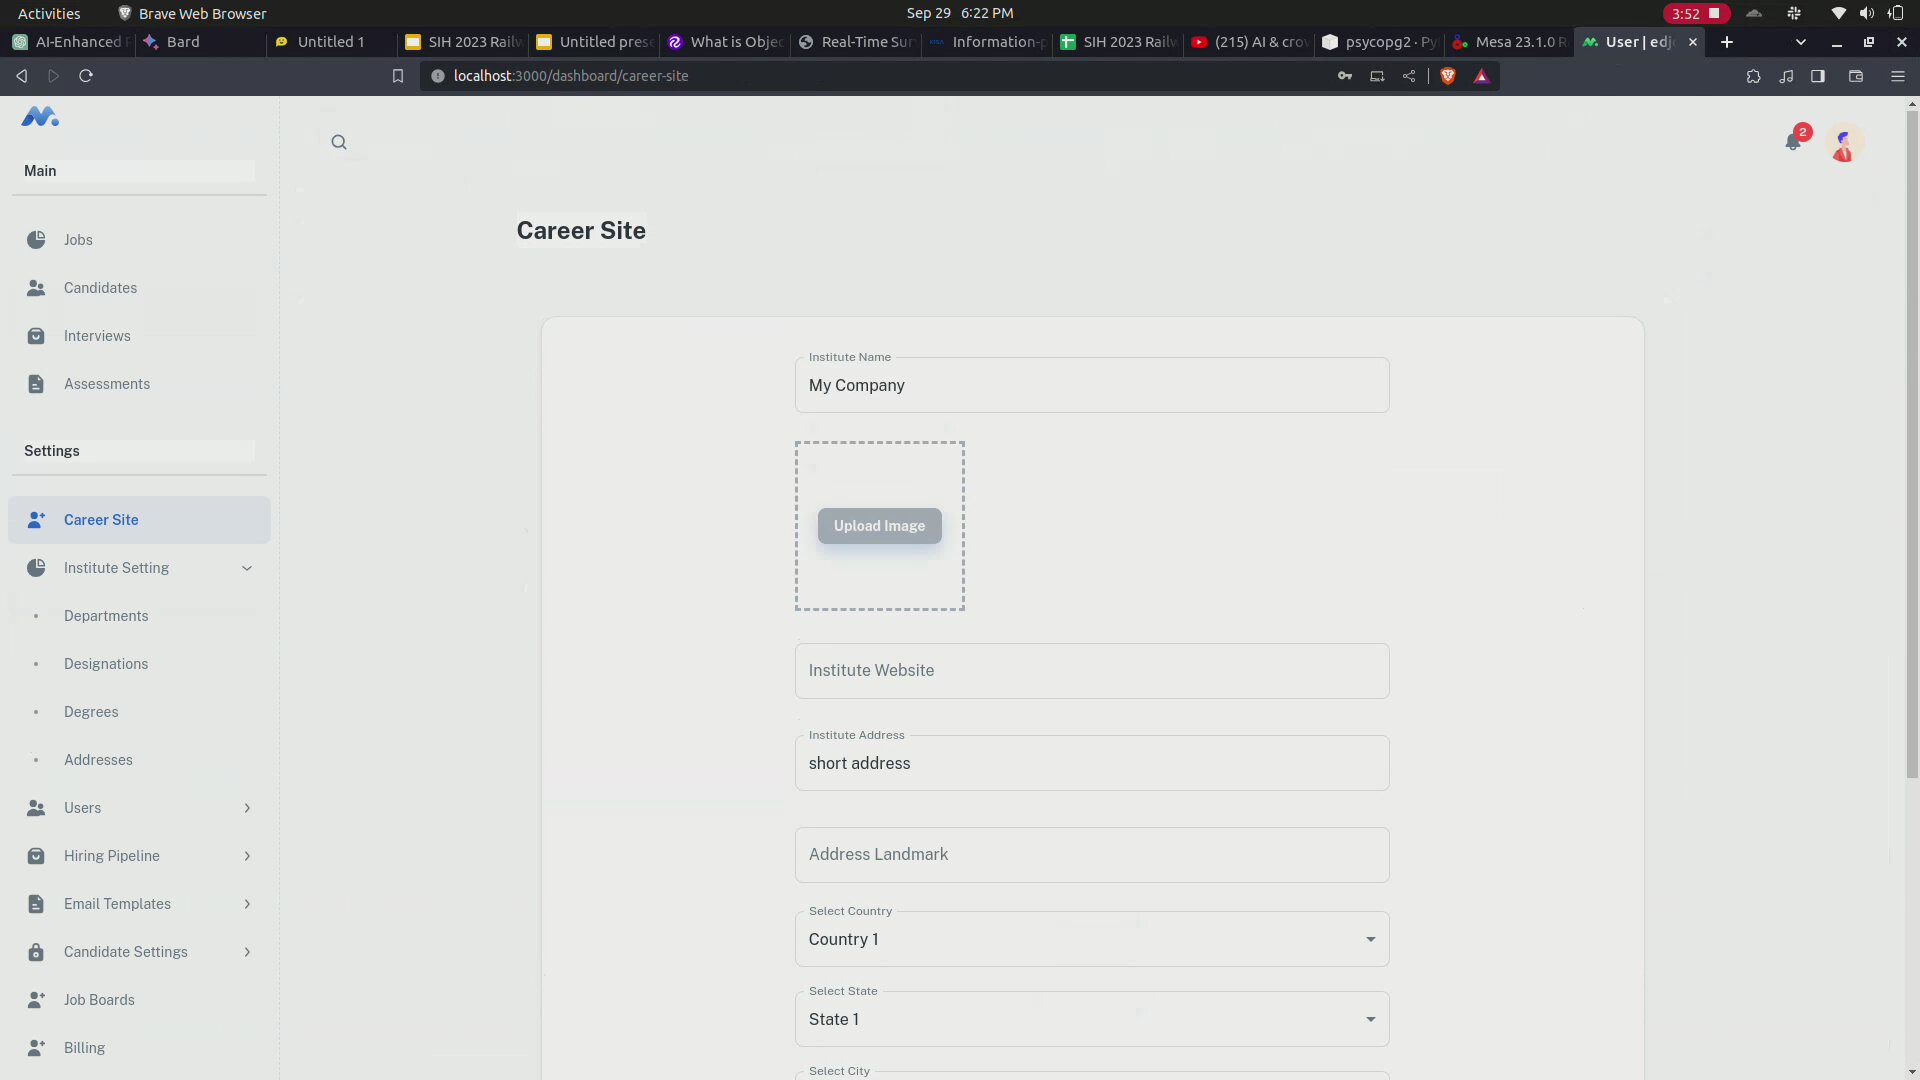 Activities
Brave Web Browser
Sep 29 6:22 PM
3:52
AI-Enhanced
Bard
Untitled 1
SIH 2023 Railw
Untitled prese
What is Objec
Real-Time Sur
Information-p
SIH 2023 Railw
(215) AI & crow
psycopg2 · Py
Mesa 23.1.0 R
User | edj
localhost:3000/dashboard/career-site
2
Main
Jobs
Candidates
Interviews
Assessments
Settings
Career Site
Institute Setting
Departments
Designations
Degrees
Addresses
Users
Hiring Pipeline
Email Templates
Candidate Settings
Job Boards
Billing
Career Site
Institute Name
My Company
Upload Image
Institute Website
Institute Address
short address
Address Landmark
Select Country
Country 1
Select State
State 1
Select City